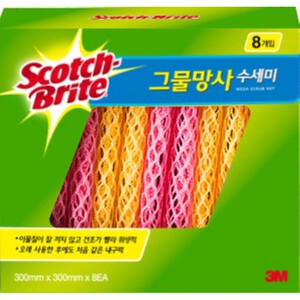 8개입
Scotch-
Brite
그물망사 수세미
MESH SCRUB NET
• 이물질이 잘 끼지 않고 건조가 빨라 위생적
• 오래 사용한 후에도 처음 같은 내구력
300mm x 300mm x 8EA
3M